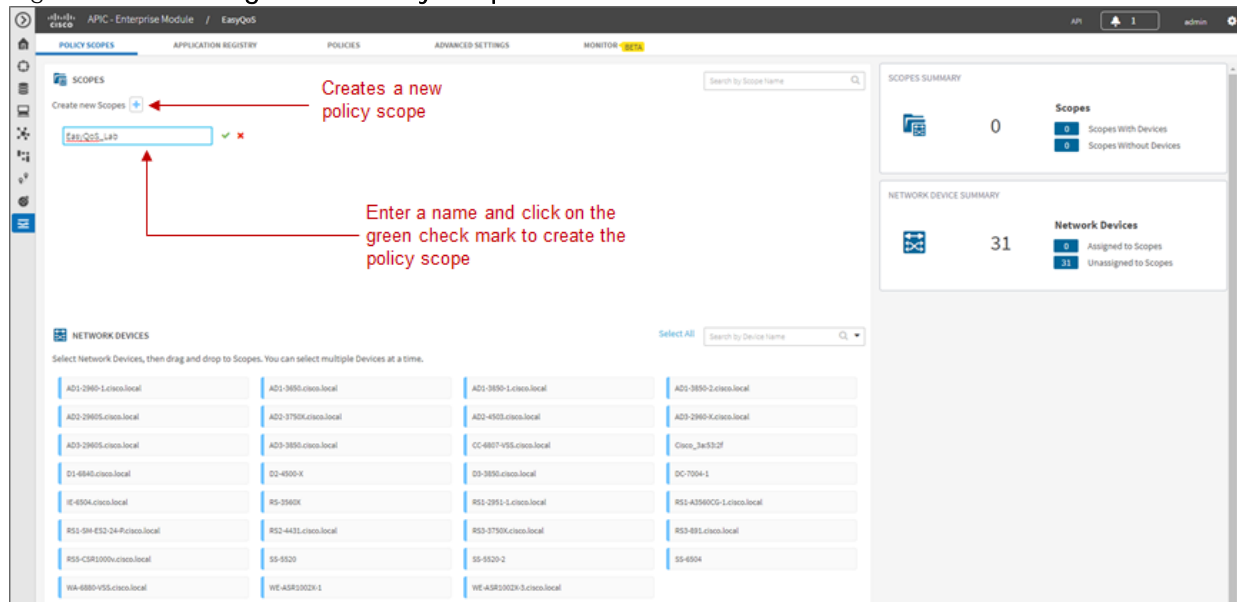 cisco APIC - Enterprise Module / EasyQoS
API 1 admin
POLICY SCOPES APPLICATION REGISTRY POLICIES ADVANCED SETTINGS MONITOR BETA
SCOPES
Search by Scope Name
Create new Scopes +
EasyQoS_Lab
Creates a new
policy scope
Enter a name and click on the
green check mark to create the
policy scope
SCOPES SUMMARY
0
Scopes
0 Scopes With Devices
0 Scopes Without Devices
NETWORK DEVICE SUMMARY
31
Network Devices
0 Assigned to Scopes
31 Unassigned to Scopes
NETWORK DEVICES
Select All
Search by Device Name
Select Network Devices, then drag and drop to Scopes. You can select multiple Devices at a time.
AD1-2960-1.cisco.local AD1-3650.cisco.local AD1-3850-1.cisco.local AD1-3850-2.cisco.local
AD2-2960S.cisco.local AD2-3750X.cisco.local AD2-4503.cisco.local AD3-2960-X.cisco.local
AD3-2960S.cisco.local AD3-3850.cisco.local CC-6807-VSS.cisco.local Cisco_3a:53:2f
D1-6840.cisco.local D2-4500-X D3-3850.cisco.local DC-7004-1
IE-6504.cisco.local RS-3560X RS1-2951-1.cisco.local RS1-A3560CG-1.cisco.local
RS1-SM-ES2-24-P.cisco.local RS2-4431.cisco.local RS3-3750X.cisco.local RS3-891.cisco.local
RS5-CSR1000v.cisco.local SS-5520 SS-5520-2 SS-6504
WA-6880-VSS.cisco.local WE-ASR1002X-1 WE-ASR1002X-3.cisco.local